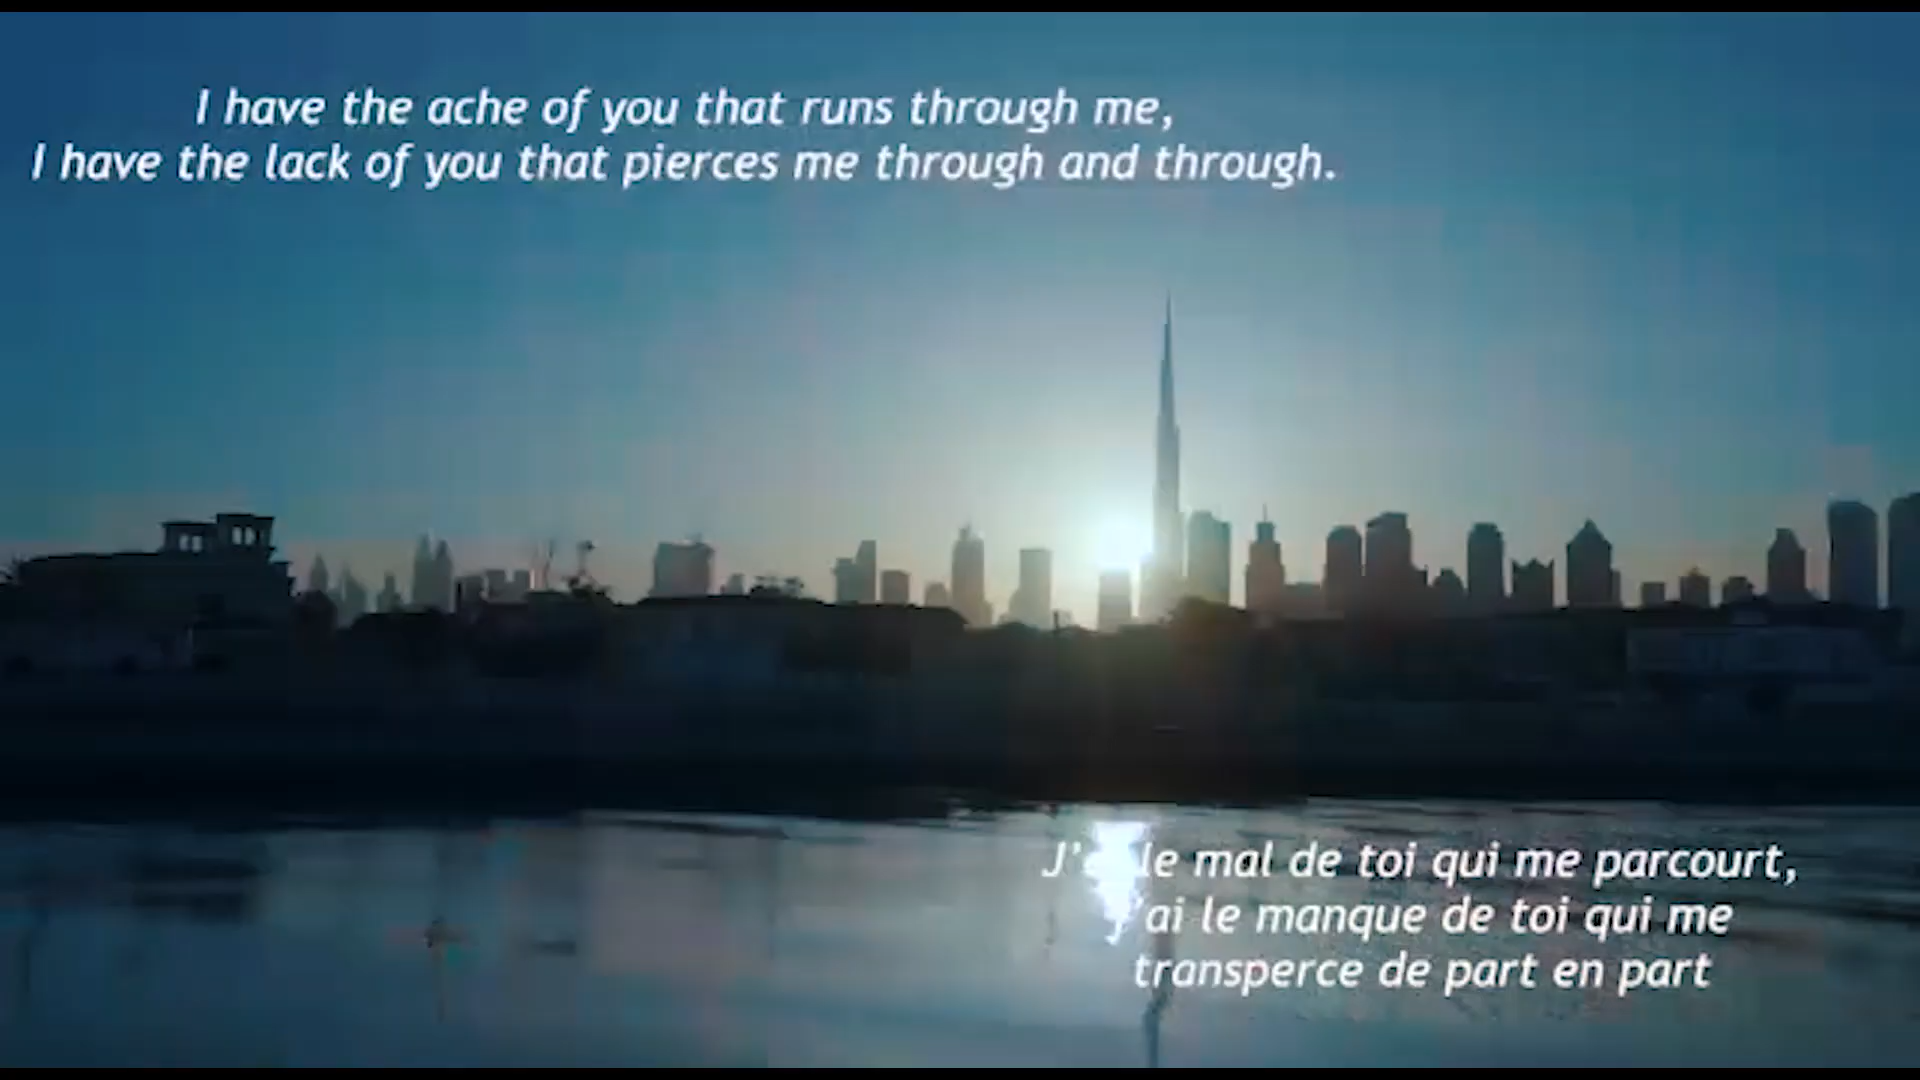 I have the ache of you that runs through me,
I have the lack of you that pierces me through and through.
J'ai le mal de toi qui me parcourt,
j'ai le manque de toi qui me
transperce de part en part